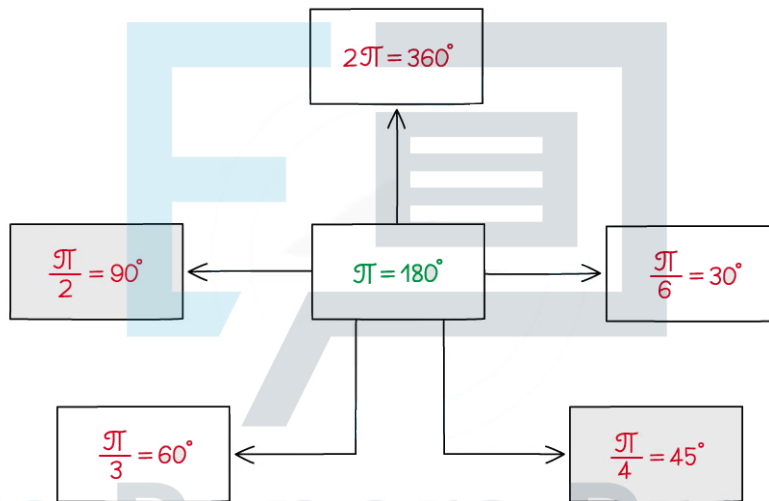 2π = 360°
π/2 = 90°
π = 180°
π/6 = 30°
π/3 = 60°
π/4 = 45°